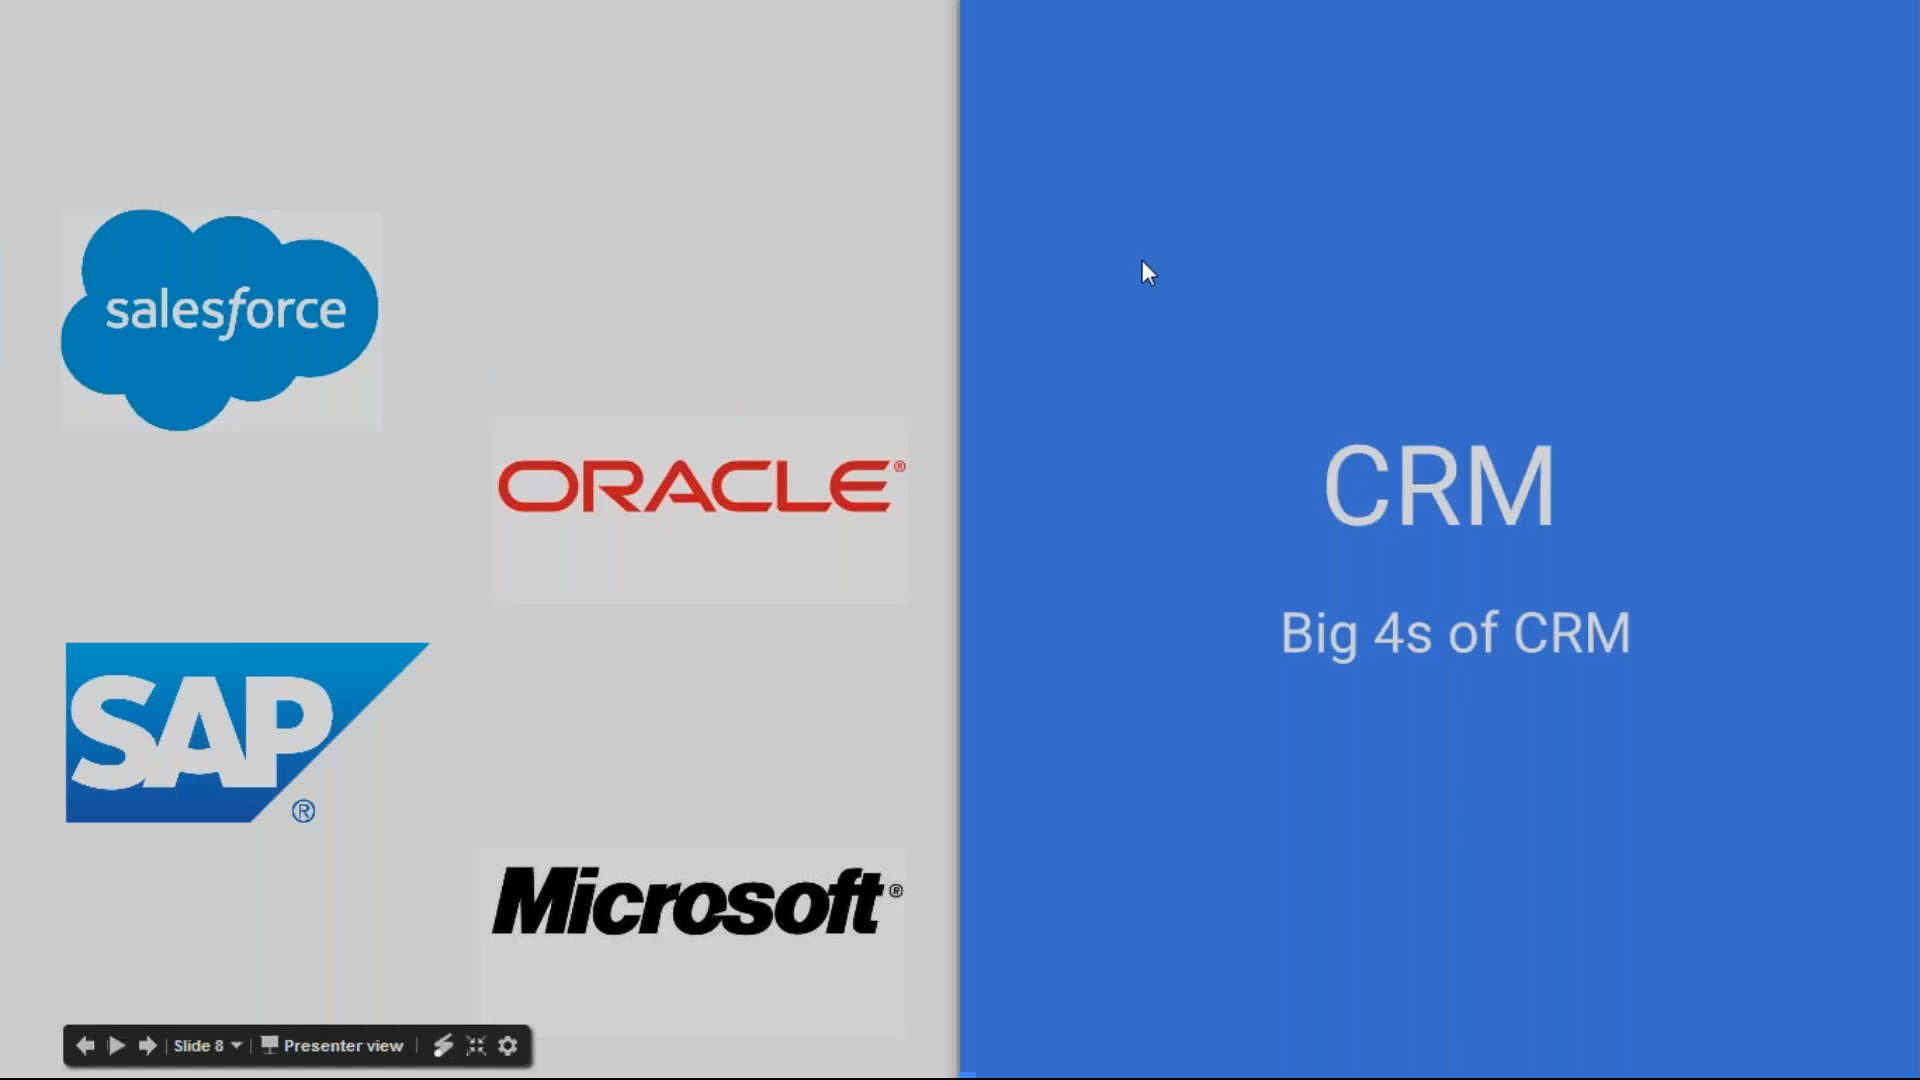 salesforce
ORACLE®
SAP
®
Microsoft®
CRM
Big 4s of CRM
Slide 8
Presenter view